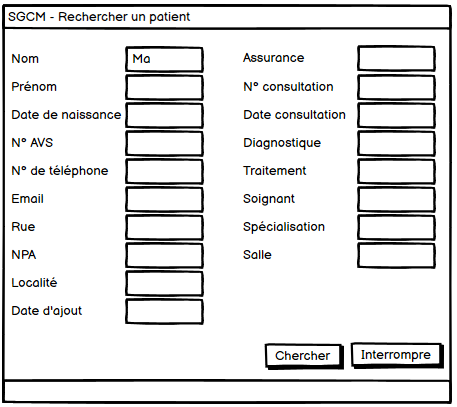 SGCM - Rechercher un patient
Nom Ma Assurance
Prénom N° consultation
Date de naissance Date consultation
N° AVS Diagnostique
N° de téléphone Traitement
Email Soignant
Rue Spécialisation
NPA Salle
Localité
Date d'ajout
Chercher Interrompre